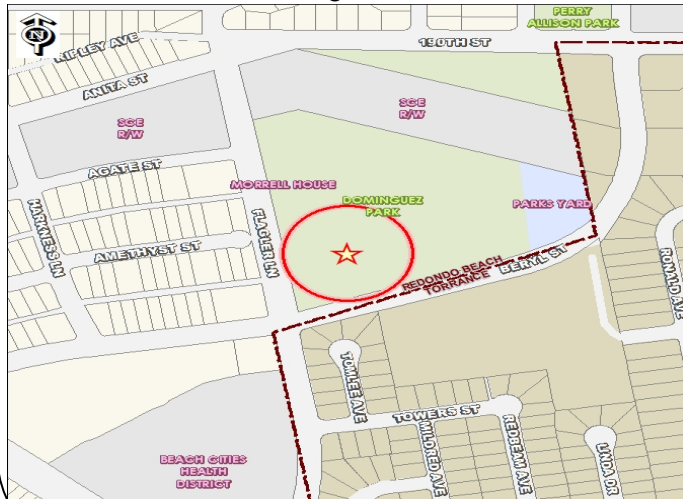 PERRY
ALLISON PARK
N
RIPLEY AVE
190TH ST
ANITA ST
SCE
R/W
SCE
R/W
AGATE ST
MORRELL HOUSE
DOMINGUEZ
PARK
PARKS YARD
HARKNESS LN
FLAGLER LN
AMETHYST ST
BERYL ST
RONALD AVE
REDONDO BEACH
TORRANCE
TOMLEE AVE
TOWERS ST
MILDRED AVE
REDBEAM AVE
LINDA DR
BEACH CITIES
HEALTH
DISTRICT